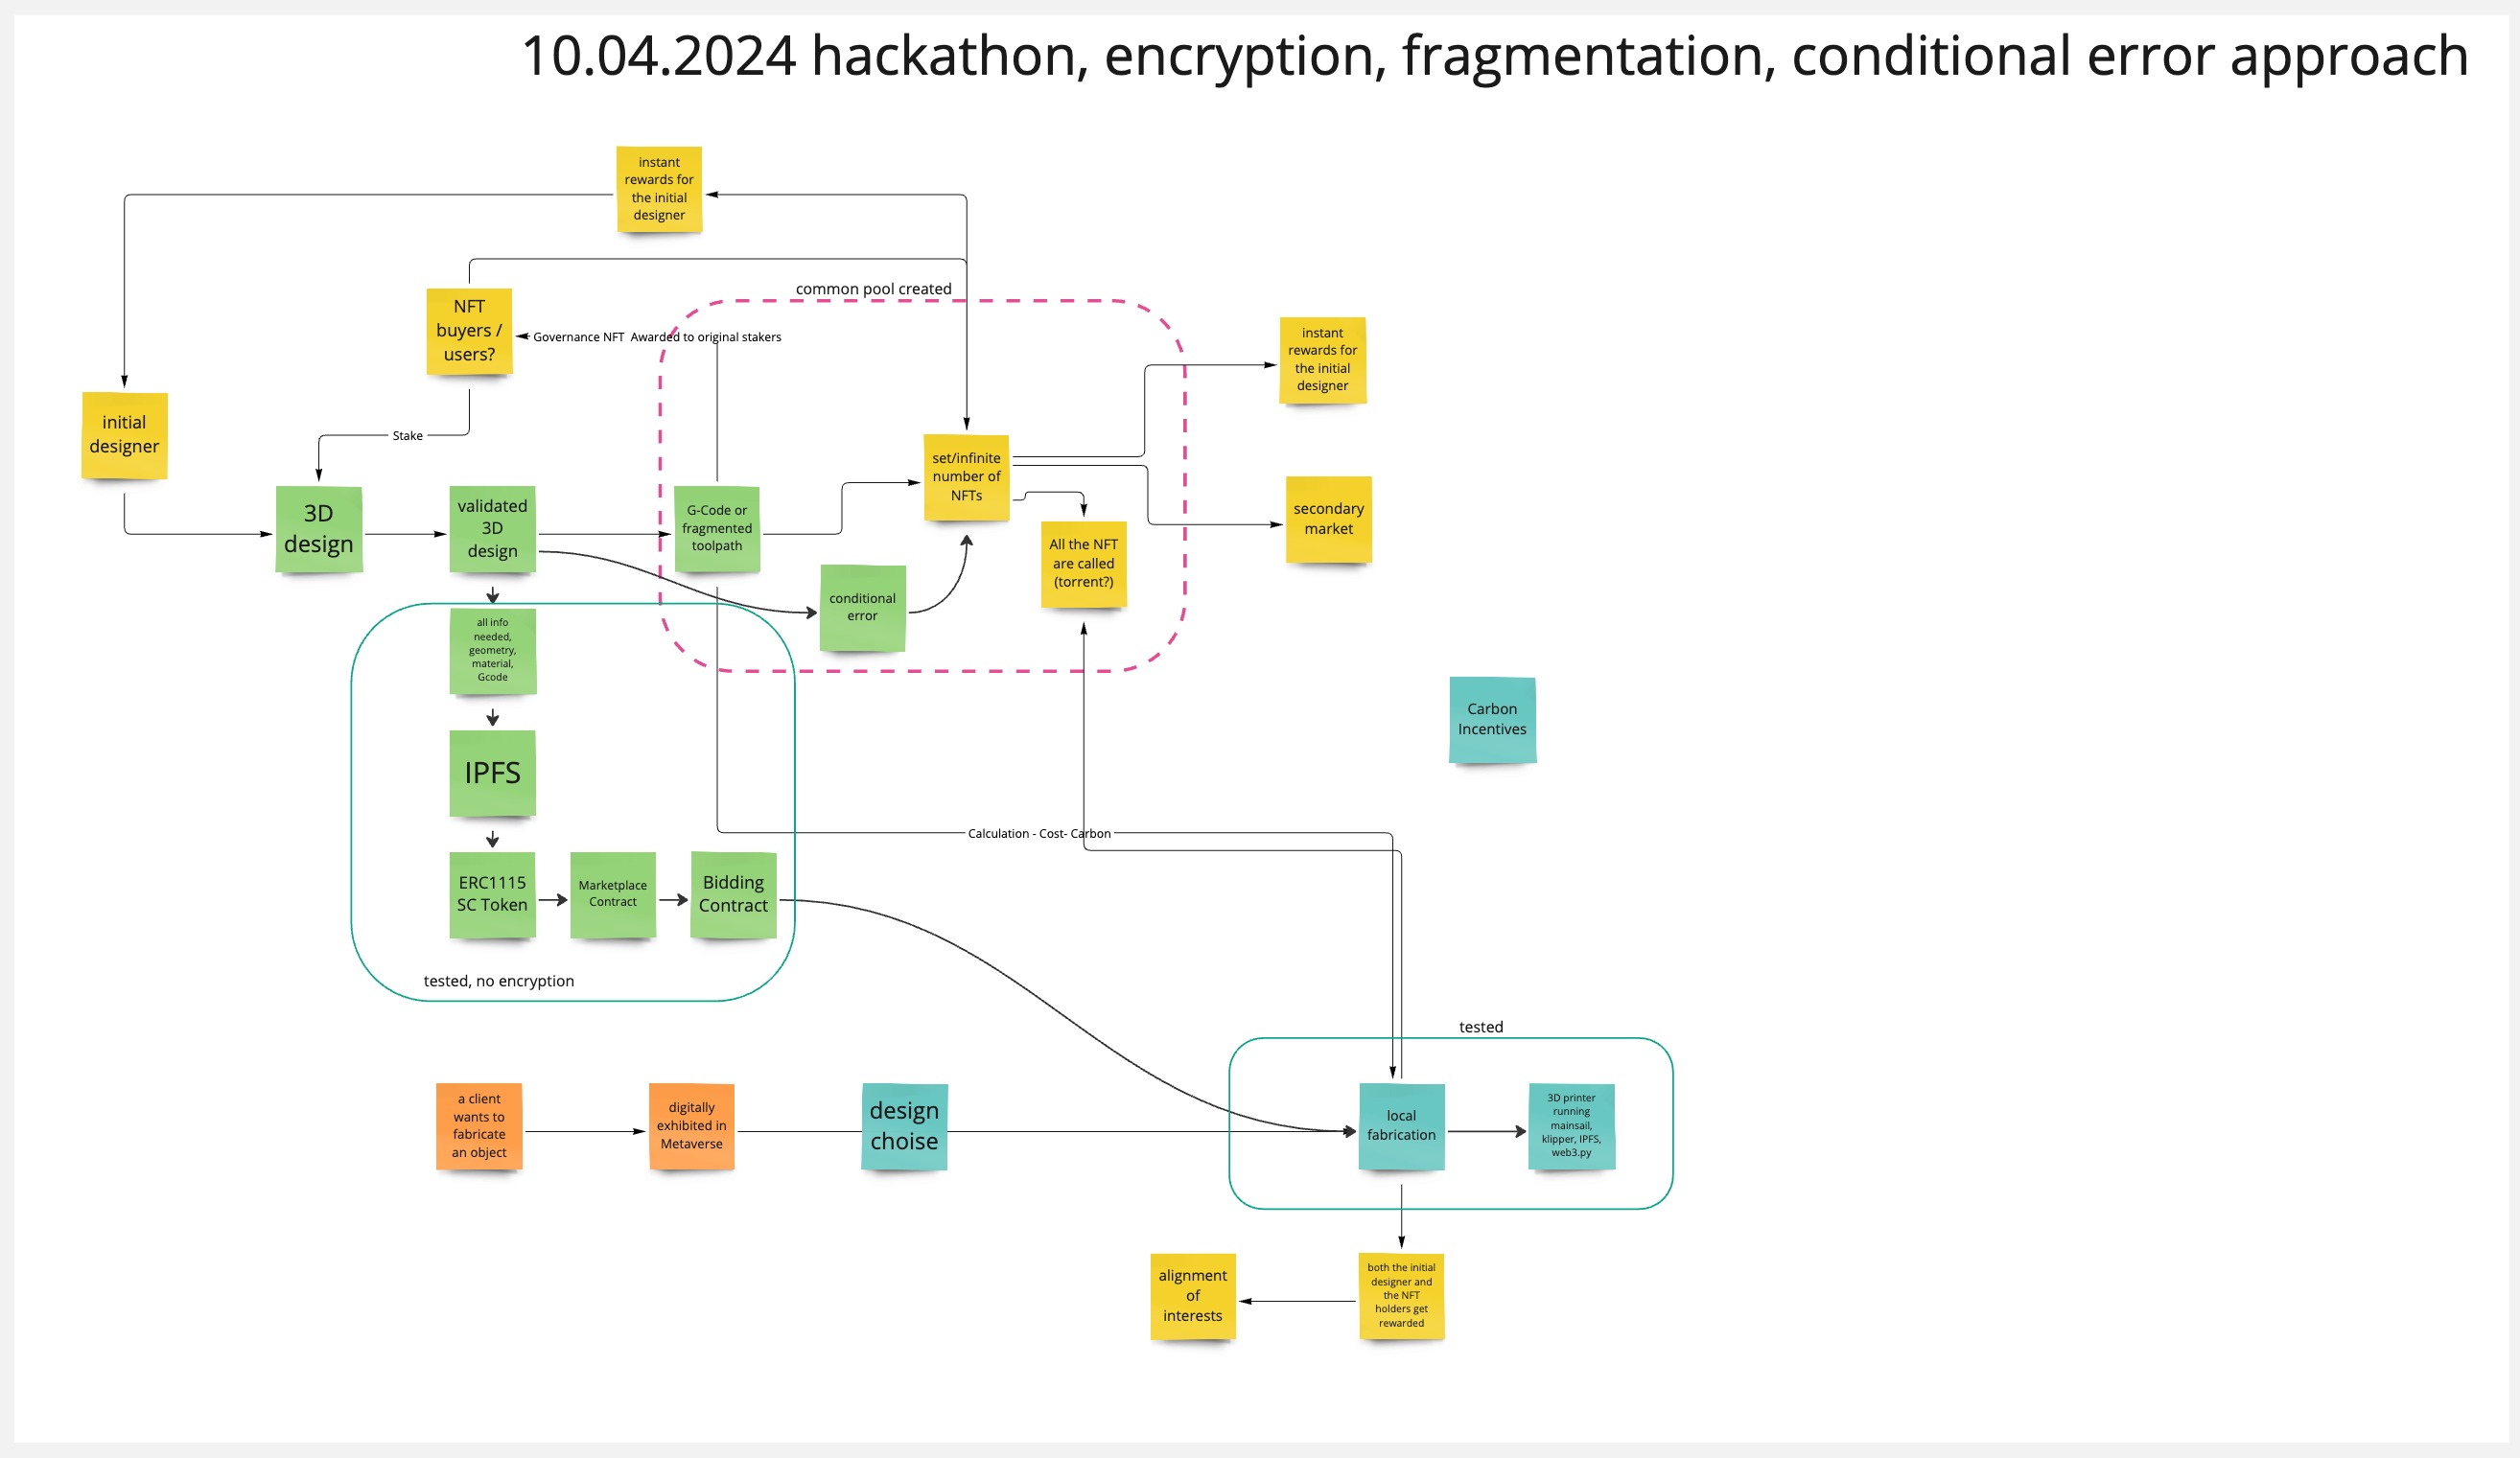 10.04.2024 hackathon, encryption, fragmentation, conditional error approach
instant
rewards for
the initial
designer
NFT
buyers /
users?
common pool created
Governance NFT  Awarded to original stakers
instant
rewards for
the initial
designer
initial
designer
Stake
set/infinite
number of
NFTs
3D
design
validated
3D
design
G-Code or
fragmented
toolpath
secondary
market
All the NFT
are called
(torrent?)
conditional
error
all info
needed,
geometry,
material,
Gcode
Carbon
Incentives
IPFS
Calculation - Cost- Carbon
ERC1115
SC Token
Marketplace
Contract
Bidding
Contract
tested, no encryption
tested
a client
wants to
fabricate
an object
digitally
exhibited in
Metaverse
design
choise
local
fabrication
3D printer
running
mainsail,
klipper, IPFS,
web3.py
alignment
of
interests
both the initial
designer and
the NFT
holders get
rewarded